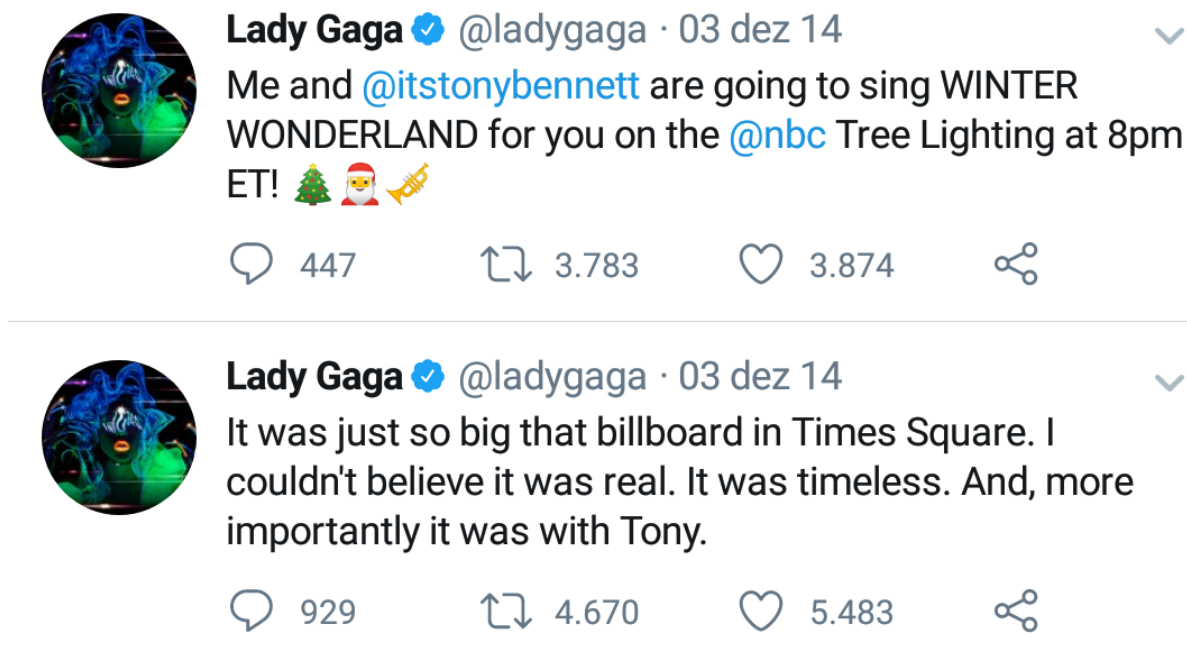 Lady Gaga @ladygaga · 03 dez 14
Me and @itstonybennett are going to sing WINTER
WONDERLAND for you on the @nbc Tree Lighting at 8pm
ET! 🎄🎅🎺
447 3.783 3.874
Lady Gaga @ladygaga · 03 dez 14
It was just so big that billboard in Times Square. I
couldn't believe it was real. It was timeless. And, more
importantly it was with Tony.
929 4.670 5.483